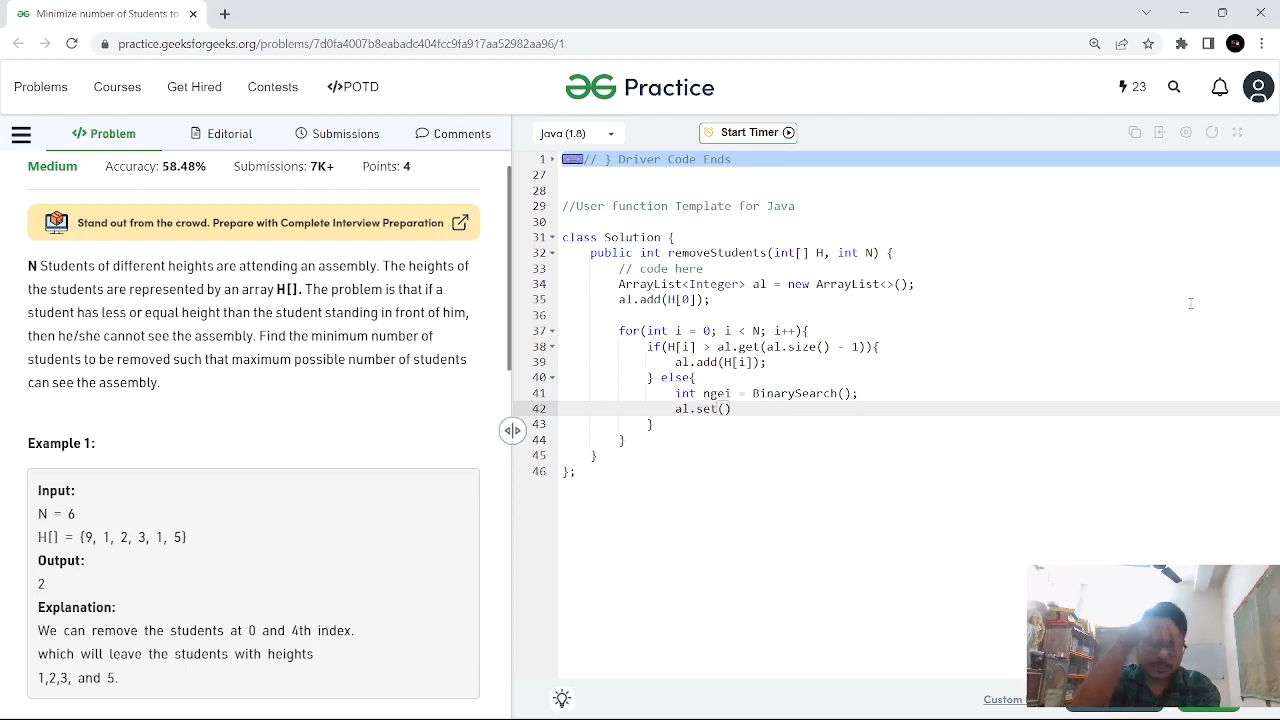 Minimize number of Students to
practice.geeksforgeeks.org/problems/7d0fa4007b8eabadc404fcc9fa917aa52982aa96/1
Problems Courses Get Hired Contests </>POTD Practice 23
</> Problem Editorial Submissions Comments Java (1.8) Start Timer
Medium Accuracy: 58.48% Submissions: 7K+ Points: 4
Stand out from the crowd. Prepare with Complete Interview Preparation
N Students of different heights are attending an assembly. The heights of
the students are represented by an array H[]. The problem is that if a
student has less or equal height than the student standing in front of him,
then he/she cannot see the assembly. Find the minimum number of
students to be removed such that maximum possible number of students
can see the assembly.
Example 1:
Input:
N = 6
H[] = {9, 1, 2, 3, 1, 5}
Output:
2
Explanation:
We can remove the students at 0 and 4th index.
which will leave the students with heights
1,2,3, and 5.
1 // } Driver Code Ends
27
28
29 //User function Template for Java
30
31 class Solution {
32 public int removeStudents(int[] H, int N) {
33 // code here
34 ArrayList<Integer> al = new ArrayList<>();
35 al.add(H[0]);
36
37 for(int i = 0; i < N; i++){
38 if(H[i] > al.get(al.size() - 1)){
39 al.add(H[i]);
40 } else{
41 int ngei = BinarySearch();
42 al.set()
43 }
44 }
45 }
46 };
Custom